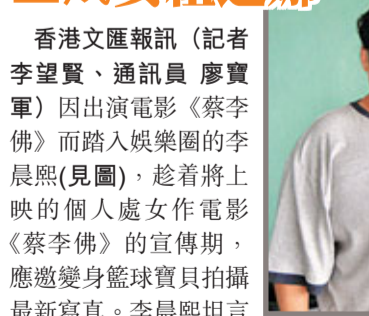 香港文匯報訊（記者
李望賢、通訊員 廖寶
軍）因出演電影《蔡李
佛》而踏入娛樂圈的李
晨熙(見圖)，趁着將上
映的個人處女作電影
《蔡李佛》的宣傳期，
應邀變身籃球寶貝拍攝
最新寫真。李晨熙坦言